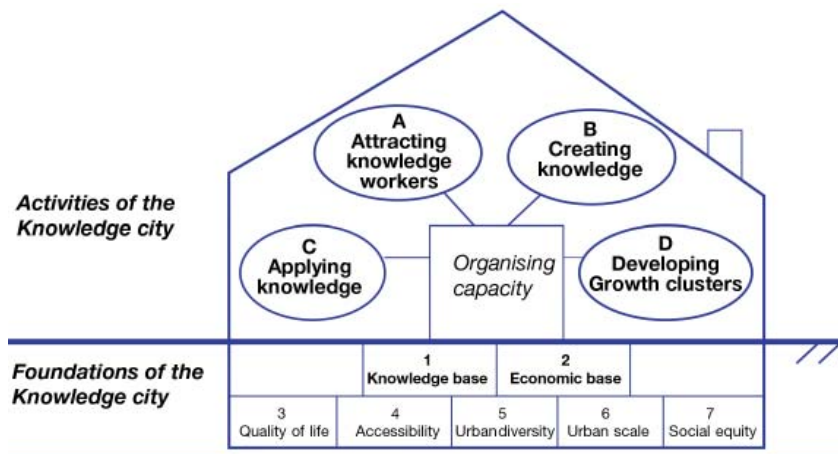 A
Attracting
knowledge
workers
B
Creating
knowledge
Activities of the
Knowledge city
C
Applying
knowledge
Organising
capacity
D
Developing
Growth clusters
Foundations of the
Knowledge city
1
Knowledge base
2
Economic base
3
Quality of life
4
Accessibility
5
Urbandiversity
6
Urban scale
7
Social equity